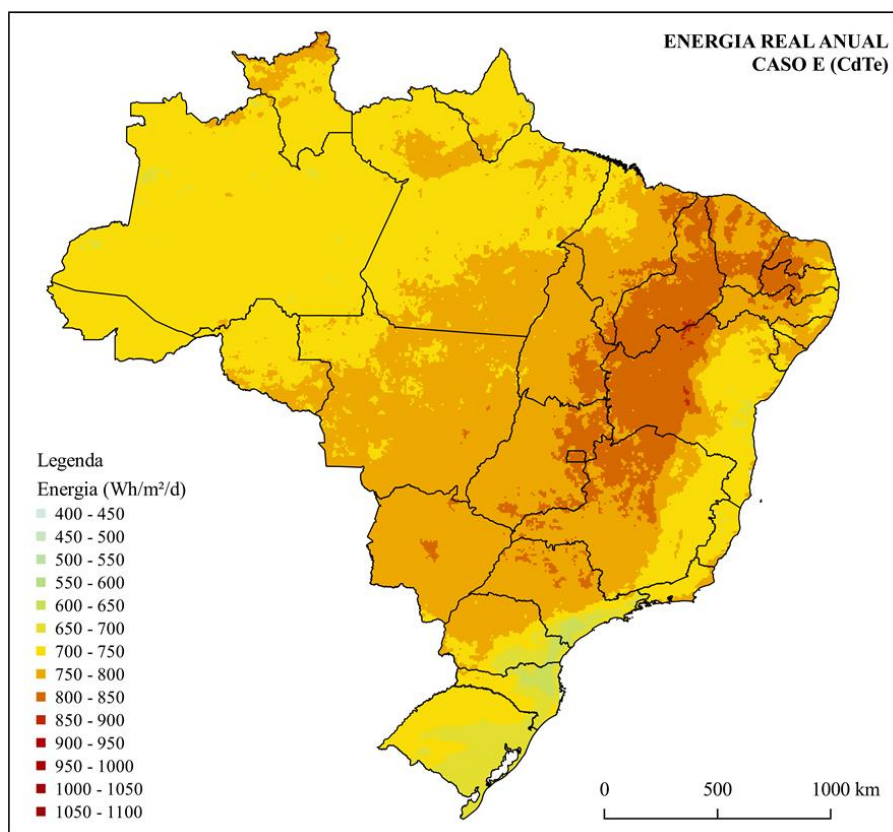 ENERGIA REAL ANUAL
CASO E (CdTe)
Legenda
Energia (Wh/m²/d)
400 - 450
450 - 500
500 - 550
550 - 600
600 - 650
650 - 700
700 - 750
750 - 800
800 - 850
850 - 900
900 - 950
950 - 1000
1000 - 1050
1050 - 1100
0 500 1000 km